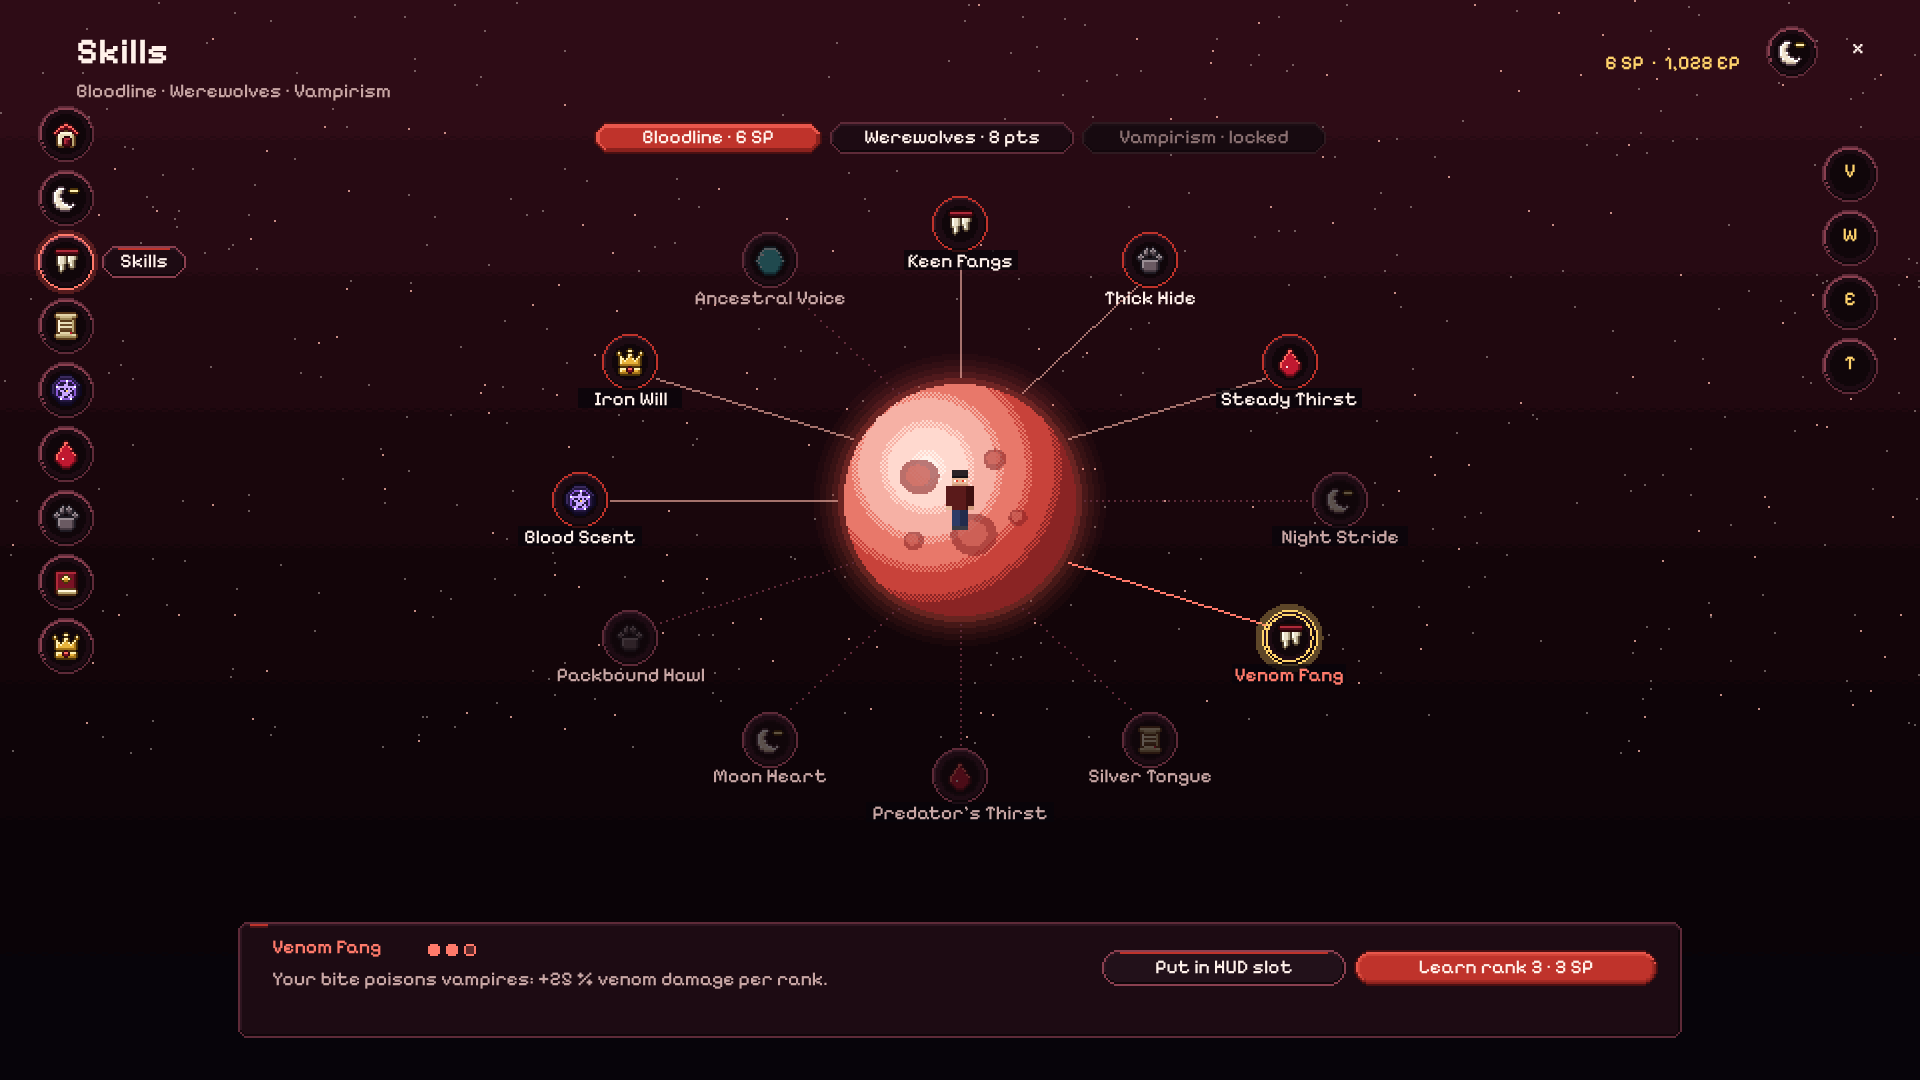 Skills
Bloodline · Werewolves · Vampirism
6 SP · 1,028 EP
×
Bloodline · 6 SP
Werewolves · 8 pts
Vampirism · locked
V
W
E
T
Skills
Keen Fangs
Ancestral Voice
Thick Hide
Iron Will
Steady Thirst
Blood Scent
Night Stride
Packbound Howl
Venom Fang
Moon Heart
Silver Tongue
Predator's Thirst
Venom Fang
Your bite poisons vampires: +25 % venom damage per rank.
Put in HUD slot
Learn rank 3 · 3 SP